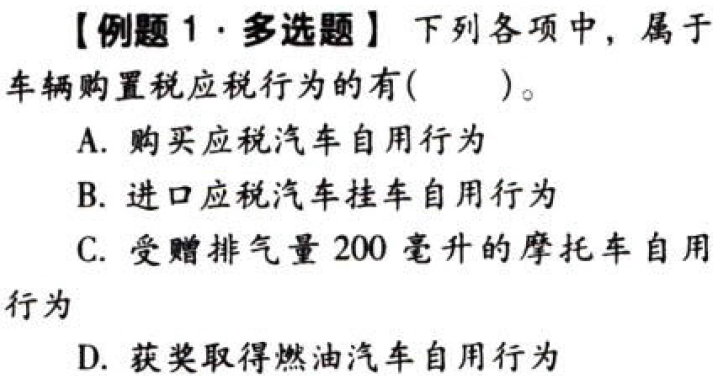 【例题 1·多选题】 下列各项中，属于
车辆购置税应税行为的有(　　)。
A. 购买应税汽车自用行为
B. 进口应税汽车挂车自用行为
C. 受赠排气量 200 毫升的摩托车自用
行为
D. 获奖取得燃油汽车自用行为